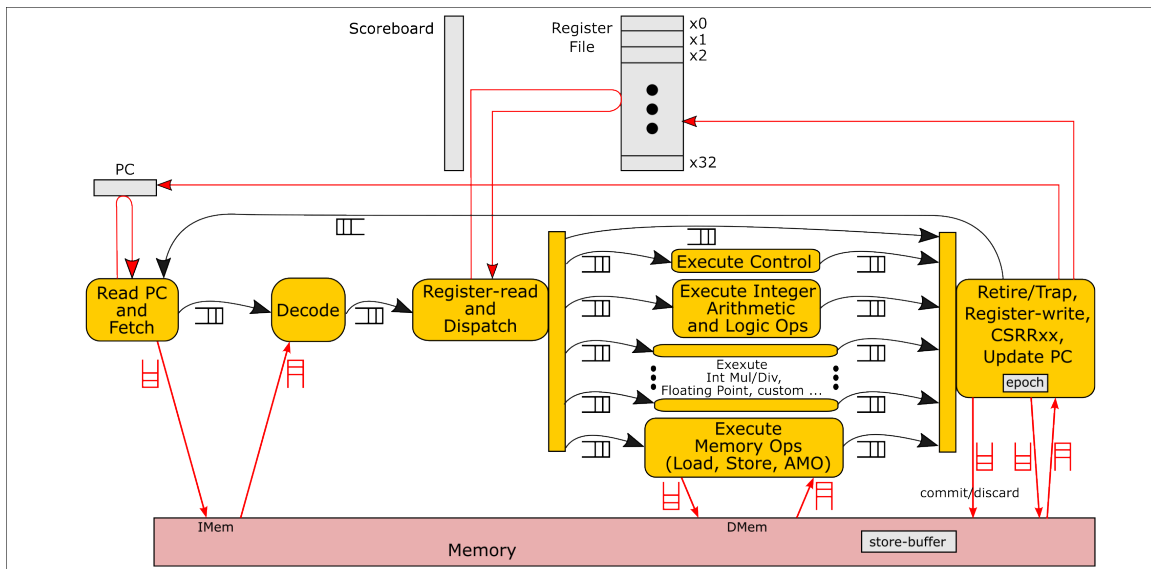 Scoreboard
Register
File
x0
x1
x2
x32
PC
Read PC
and
Fetch
Decode
Register-read
and
Dispatch
Execute Control
Execute Integer
Arithmetic
and Logic Ops
Exexute
Int Mul/Div,
Floating Point, custom ...
Execute
Memory Ops
(Load, Store, AMO)
Retire/Trap,
Register-write,
CSRRxx,
Update PC
epoch
commit/discard
IMem
DMem
store-buffer
Memory